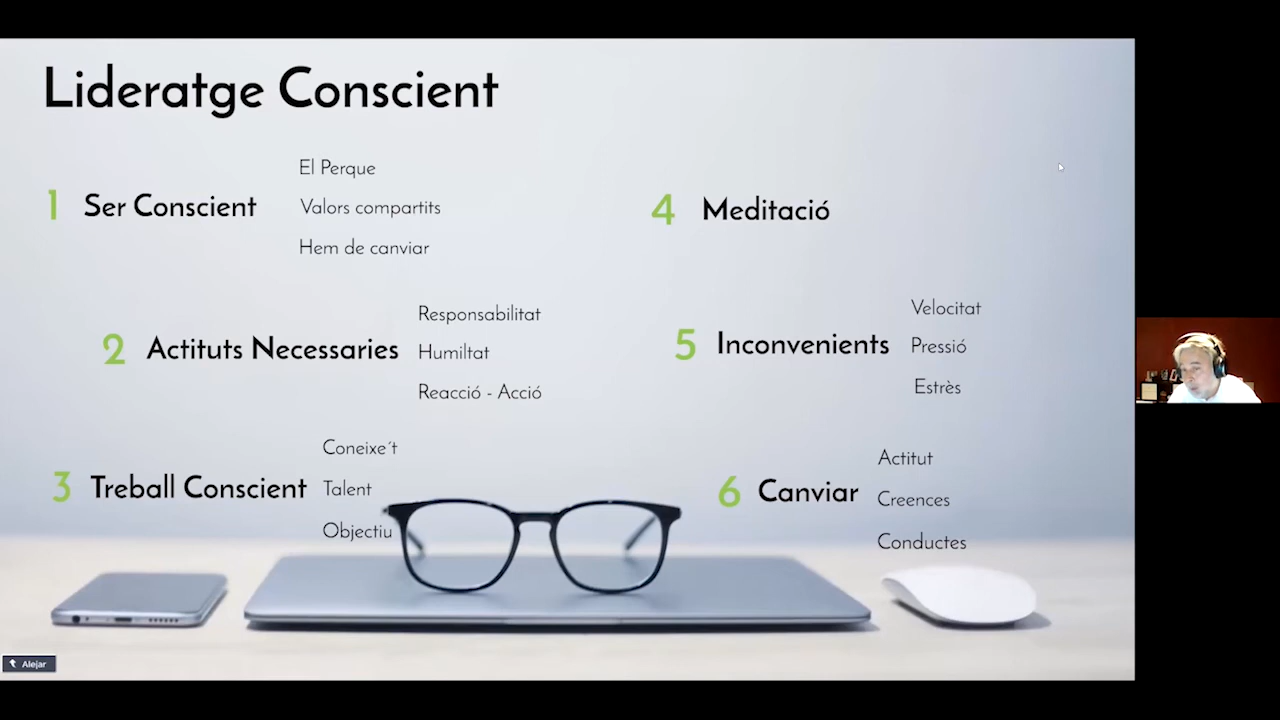 Lideratge Conscient
1 Ser Conscient
El Perque
Valors compartits
Hem de canviar
2 Actituts Necessaries
Responsabilitat
Humiltat
Reacció - Acció
3 Treball Conscient
Coneixe´t
Talent
Objectiu
4 Meditació
5 Inconvenients
Velocitat
Pressió
Estrès
6 Canviar
Actitut
Creences
Conductes
Alejar